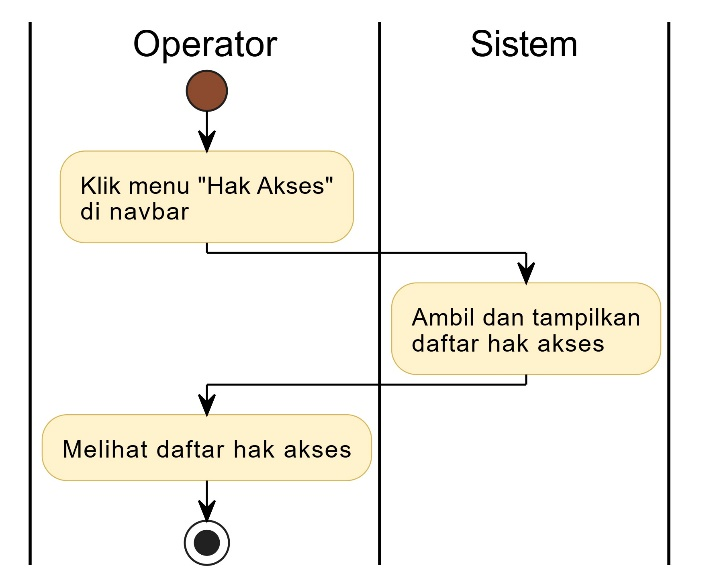 Operator
Sistem
Klik menu "Hak Akses"
di navbar
Ambil dan tampilkan
daftar hak akses
Melihat daftar hak akses